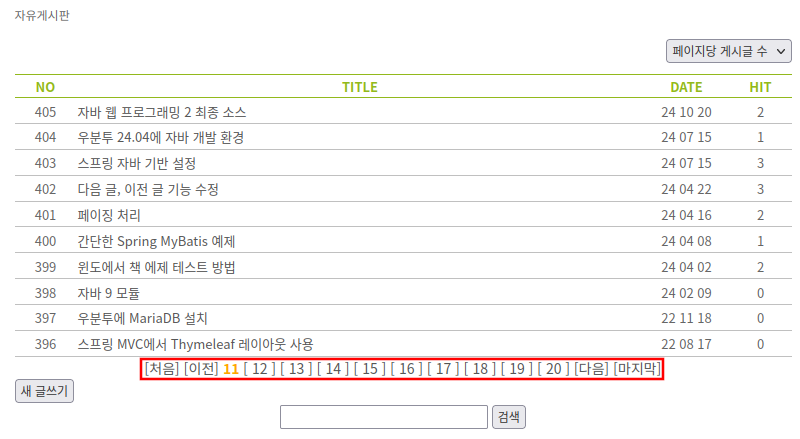 자유게시판
페이지당 게시글 수
NO TITLE DATE HIT
405 자바 웹 프로그래밍 2 최종 소스 24 10 20 2
404 우분투 24.04에 자바 개발 환경 24 07 15 1
403 스프링 자바 기반 설정 24 07 15 3
402 다음 글, 이전 글 기능 수정 24 04 22 3
401 페이징 처리 24 04 16 2
400 간단한 Spring MyBatis 예제 24 04 08 1
399 윈도에서 책 에제 테스트 방법 24 04 02 2
398 자바 9 모듈 24 02 09 0
397 우분투에 MariaDB 설치 22 11 18 0
396 스프링 MVC에서 Thymeleaf 레이아웃 사용 22 08 17 0
[처음] [이전] 11 [ 12 ] [ 13 ] [ 14 ] [ 15 ] [ 16 ] [ 17 ] [ 18 ] [ 19 ] [ 20 ] [다음] [마지막]
새 글쓰기
검색